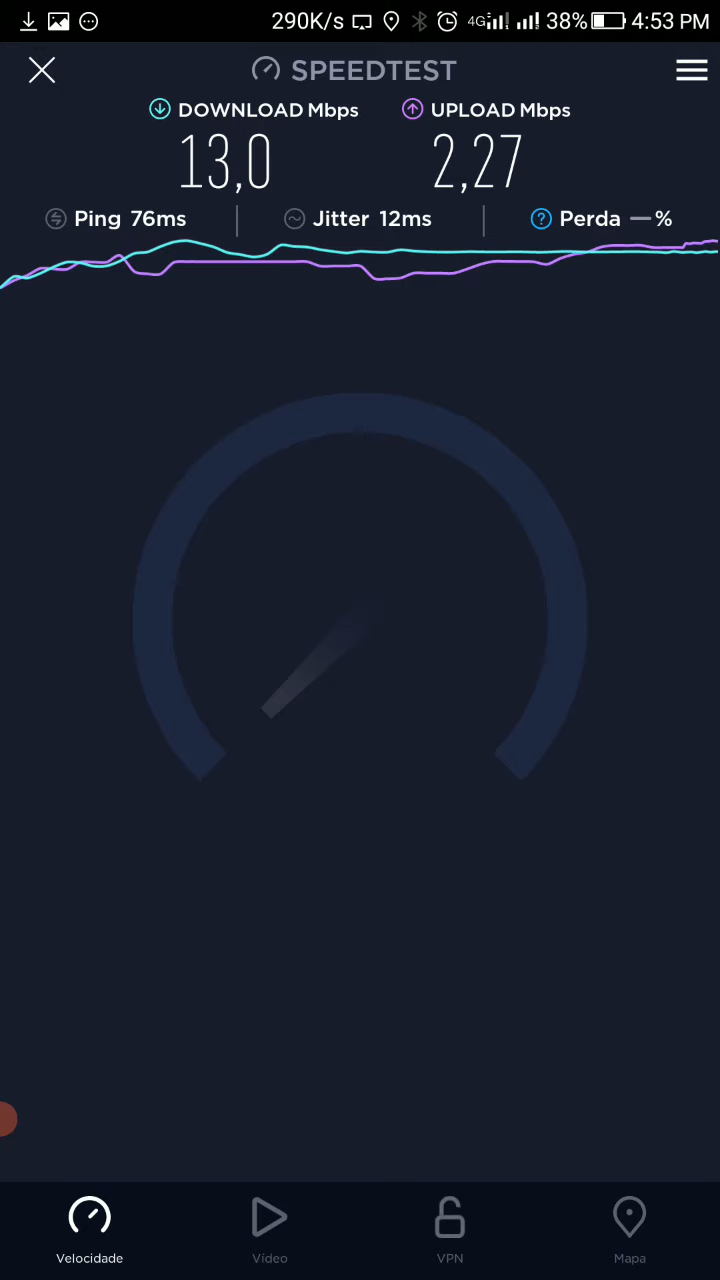 290K/s 4G 38% 4:53 PM
SPEEDTEST
DOWNLOAD Mbps UPLOAD Mbps
13,0 2,27
Ping 76ms Jitter 12ms Perda —%
Velocidade Vídeo VPN Mapa